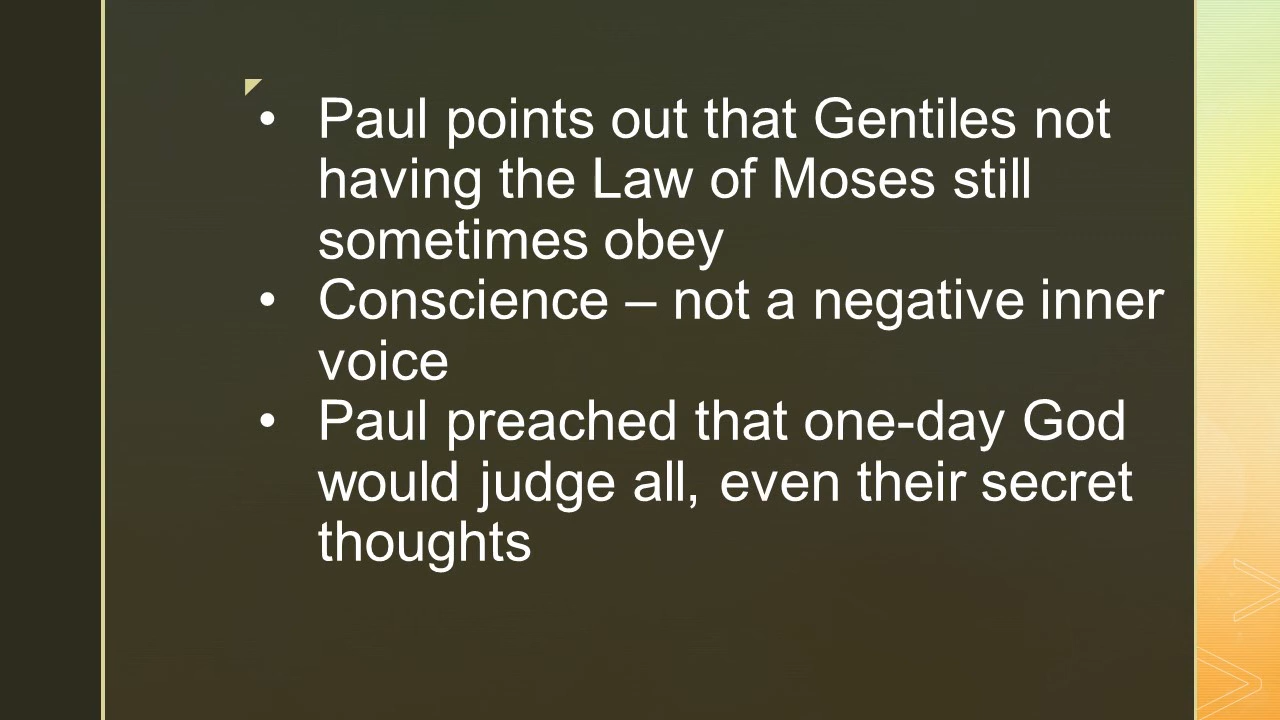 • Paul points out that Gentiles not
having the Law of Moses still
sometimes obey
• Conscience – not a negative inner
voice
• Paul preached that one-day God
would judge all, even their secret
thoughts